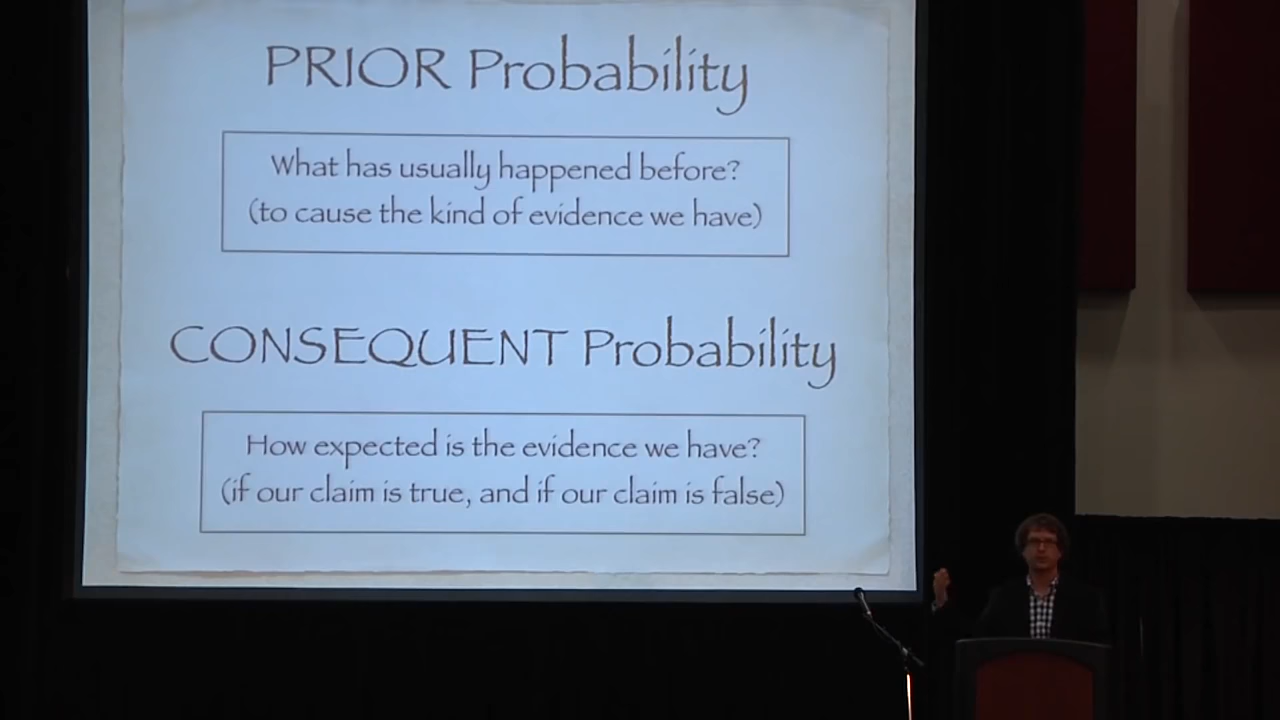 PRIOR Probability
What has usually happened before?
(to cause the kind of evidence we have)
CONSEQUENT Probability
How expected is the evidence we have?
(if our claim is true, and if our claim is false)